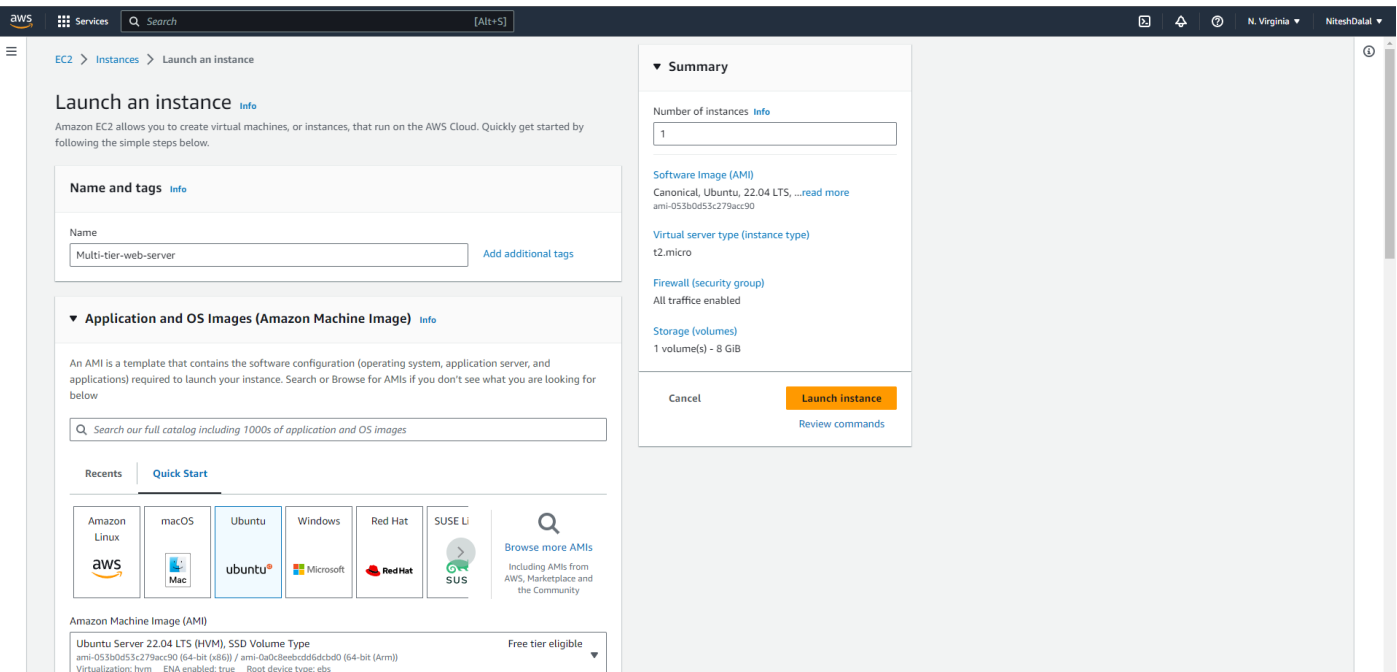 aws
Services
Search
[Alt+S]
N. Virginia
NiteshDalal
EC2 > Instances > Launch an instance
Launch an instance Info
Amazon EC2 allows you to create virtual machines, or instances, that run on the AWS Cloud. Quickly get started by
following the simple steps below.
Name and tags Info
Name
Multi-tier-web-server
Add additional tags
Application and OS Images (Amazon Machine Image) Info
An AMI is a template that contains the software configuration (operating system, application server, and
applications) required to launch your instance. Search or Browse for AMIs if you don't see what you are looking for
below
Search our full catalog including 1000s of application and OS images
Recents
Quick Start
Amazon
Linux
aws
macOS
Mac
Ubuntu
ubuntu
Windows
Microsoft
Red Hat
Red Hat
SUSE Li
SUS
Browse more AMIs
Including AMIs from
AWS, Marketplace and
the Community
Amazon Machine Image (AMI)
Ubuntu Server 22.04 LTS (HVM), SSD Volume Type
Free tier eligible
ami-053b0d53c279acc90 (64-bit (x86)) / ami-0a0c8eebcdd6dcbd0 (64-bit (Arm))
Virtualization: hvm ENA enabled: true Root device type: ebs
Summary
Number of instances Info
1
Software Image (AMI)
Canonical, Ubuntu, 22.04 LTS, ...read more
ami-053b0d53c279acc90
Virtual server type (instance type)
t2.micro
Firewall (security group)
All traffice enabled
Storage (volumes)
1 volume(s) - 8 GiB
Cancel
Launch instance
Review commands